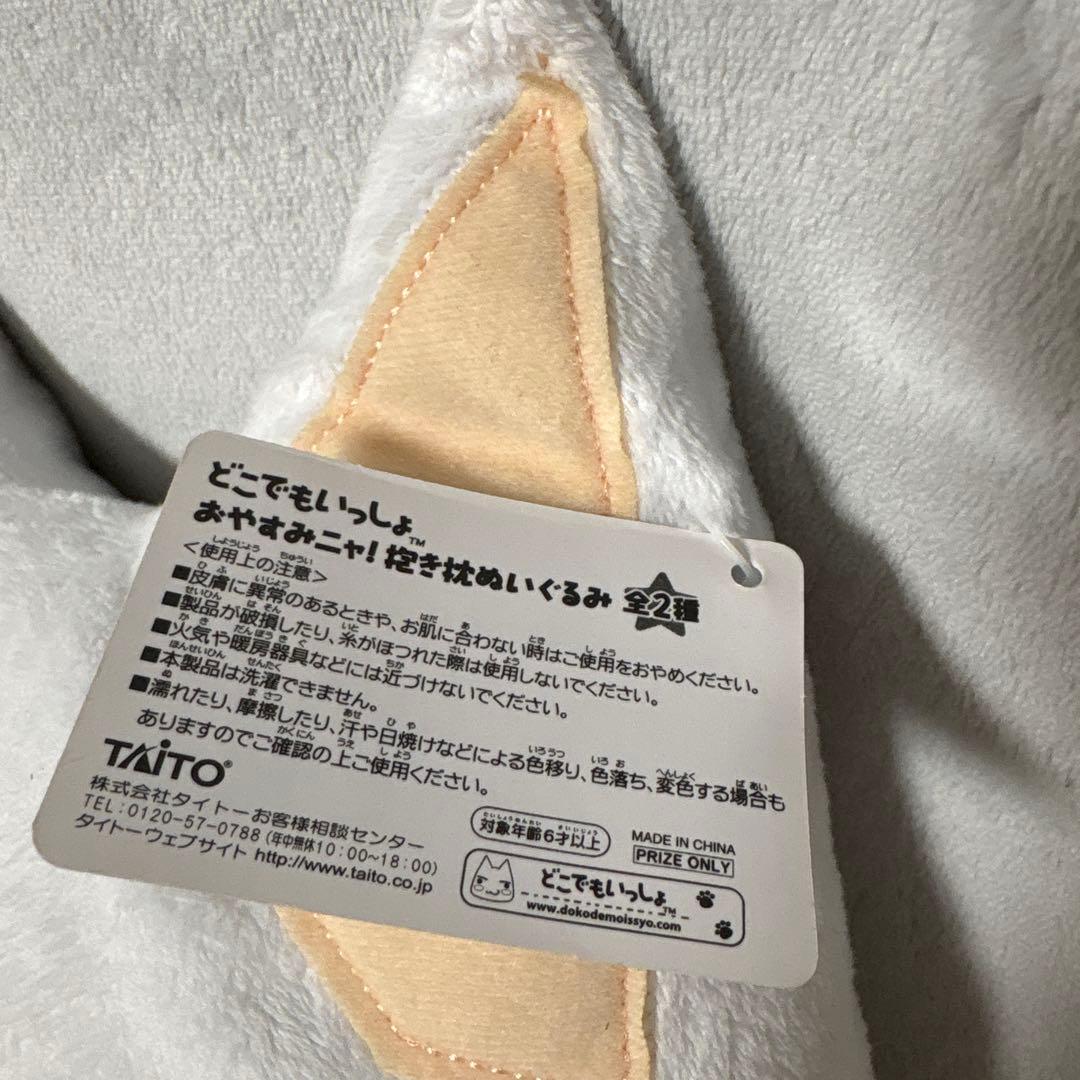 どこでもいっしょ™
おやすみニャ!抱き枕ぬいぐるみ 全2種
<使用上の注意>
■皮膚に異常のあるときや、お肌に合わない時はご使用をおやめください。
■製品が破損したり、糸がほつれた際は使用しないでください。
■火気や暖房器具などには近づけないでください。
■本製品は洗濯できません。
■濡れたり、摩擦したり、汗や日焼けなどによる色移り、色落ち、変色する場合も
ありますのでご確認の上ご使用ください。
TAITO®
株式会社タイトーお客様相談センター
TEL:0120-57-0788(年中無休10:00~18:00)
タイトーウェブサイト http://www.taito.co.jp
対象年齢6才以上
MADE IN CHINA
PRIZE ONLY
どこでもいっしょ™
www.dokodemoissyo.com